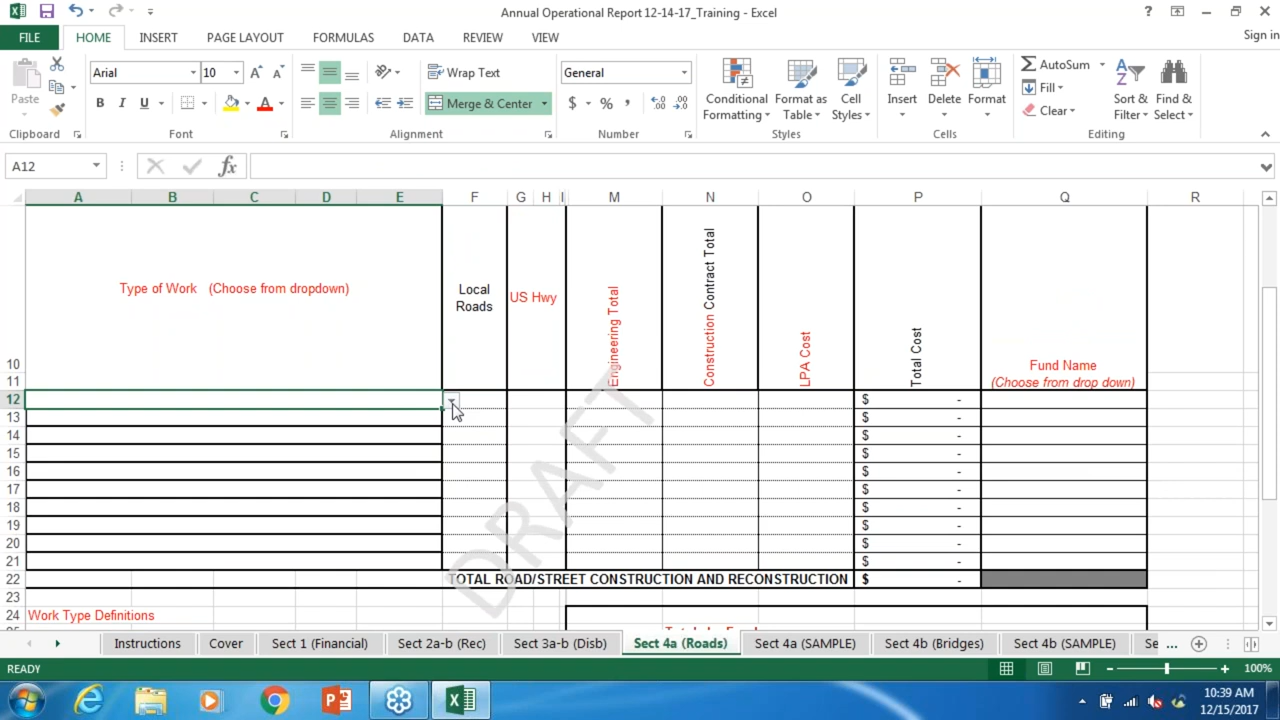 Annual Operational Report 12-14-17_Training - Excel
?
Sign in
FILE HOME INSERT PAGE LAYOUT FORMULAS DATA REVIEW VIEW
Paste
Arial 10
B I U
Wrap Text
Merge & Center
General
$ % ,
Conditional Formatting
Format as Table
Cell Styles
Insert Delete Format
AutoSum
Fill
Clear
Sort & Filter
Find & Select
Clipboard Font Alignment Number Styles Cells Editing
A12
fx
A B C D E F G H I M N O P Q R
Type of Work (Choose from dropdown)
Local
Roads
US Hwy
Engineering Total
Construction Contract Total
LPA Cost
Total Cost
Fund Name
(Choose from drop down)
10
11
12 $ -
13 $ -
14 $ -
15 $ -
16 $ -
17 $ -
18 $ -
19 $ -
20 $ -
21 $ -
22 TOTAL ROAD/STREET CONSTRUCTION AND RECONSTRUCTION $ -
23
24 Work Type Definitions
DRAFT
Instructions Cover Sect 1 (Financial) Sect 2a-b (Rec) Sect 3a-b (Disb) Sect 4a (Roads) Sect 4a (SAMPLE) Sect 4b (Bridges) Sect 4b (SAMPLE) Se ...
READY
100%
10:39 AM
12/15/2017